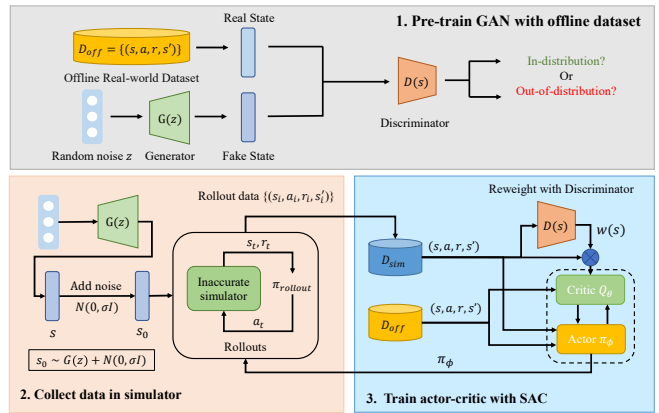 1. Pre-train GAN with offline dataset
Real State
D_off = {(s, a, r, s′)}
Offline Real-world Dataset
D(s)
In-distribution?
Or
Out-of-distribution?
G(z)
Discriminator
Random noise z
Generator
Fake State
Rollout data {(s_i, a_i, r_i, s′_i)}
G(z)
s_t, r_t
Inaccurate
simulator
π_rollout
a_t
Add noise
N(0, σI)
s
s_0
s_0 ~ G(z) + N(0, σI)
Rollouts
2. Collect data in simulator
Reweight with Discriminator
D(s)
w(s)
(s, a, r, s′)
D_sim
Critic Q_θ
(s, a, r, s′)
D_off
Actor π_ϕ
π_ϕ
3. Train actor-critic with SAC